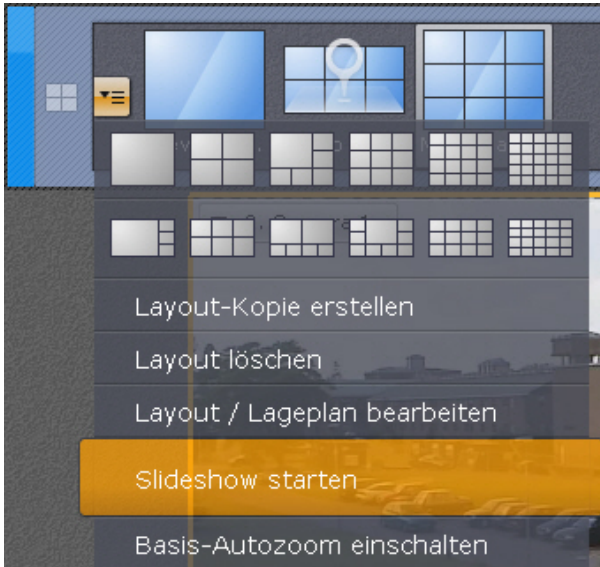 Layout-Kopie erstellen
Layout löschen
Layout / Lageplan bearbeiten
Slideshow starten
Basis-Autozoom einschalten